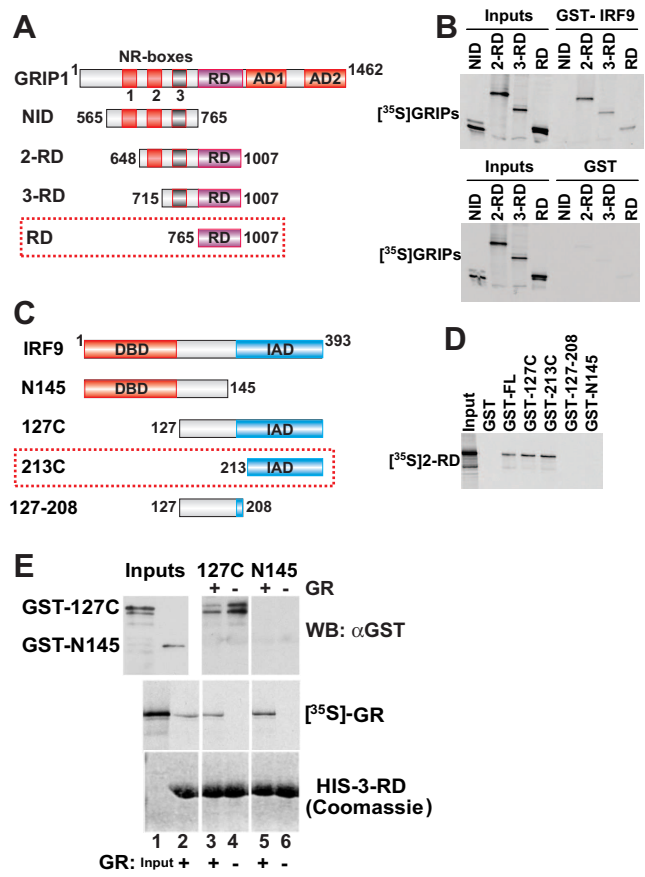 A
NR-boxes
GRIP1 1 RD AD1 AD2 1462
1 2 3
NID 565 765
2-RD 648 RD 1007
3-RD 715 RD 1007
RD 765 RD 1007
B
Inputs GST- IRF9
NID 2-RD 3-RD RD NID 2-RD 3-RD RD
[35S]GRIPs
Inputs GST
NID 2-RD 3-RD RD NID 2-RD 3-RD RD
[35S]GRIPs
C
IRF9 1 DBD IAD 393
N145 DBD 145
127C 127 IAD
213C 213 IAD
127-208 127 208
D
Input GST GST-FL GST-127C GST-213C GST-127-208 GST-N145
[35S]2-RD
E
Inputs 127C N145
+ - + - GR
GST-127C
GST-N145
WB: αGST
[35S]-GR
HIS-3-RD
(Coomassie)
1 2 3 4 5 6
GR: Input + + - + -